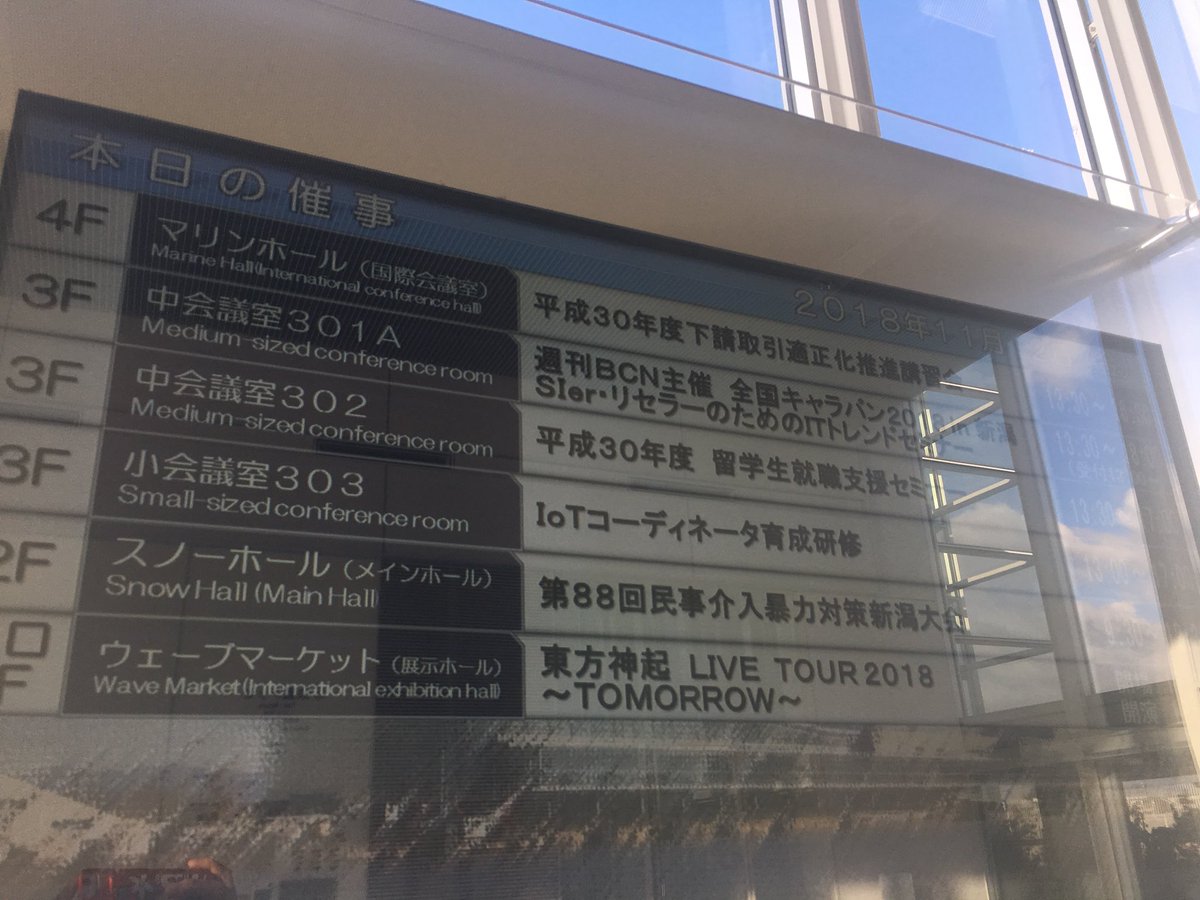 本日の催事
2018年11月
4F
マリンホール（国際会議室）
Marine Hall(International conference hall)
平成30年度下請取引適正化推進講習会
3F
中会議室301A
Medium-sized conference room
週刊BCN主催 全国キャラバン2018 in 新潟
SIer・リセラーのためのITトレンドセ
3F
中会議室302
Medium-sized conference room
平成30年度 留学生就職支援セミ
13:30～
(受付
3F
小会議室303
Small-sized conference room
IoTコーディネータ育成研修
2F
スノーホール（メインホール）
Snow Hall (Main Hall)
第88回民事介入暴力対策新潟大会
ロ
F
ウェーブマーケット（展示ホール）
Wave Market(International exhibition hall)
東方神起 LIVE TOUR 2018
～TOMORROW～